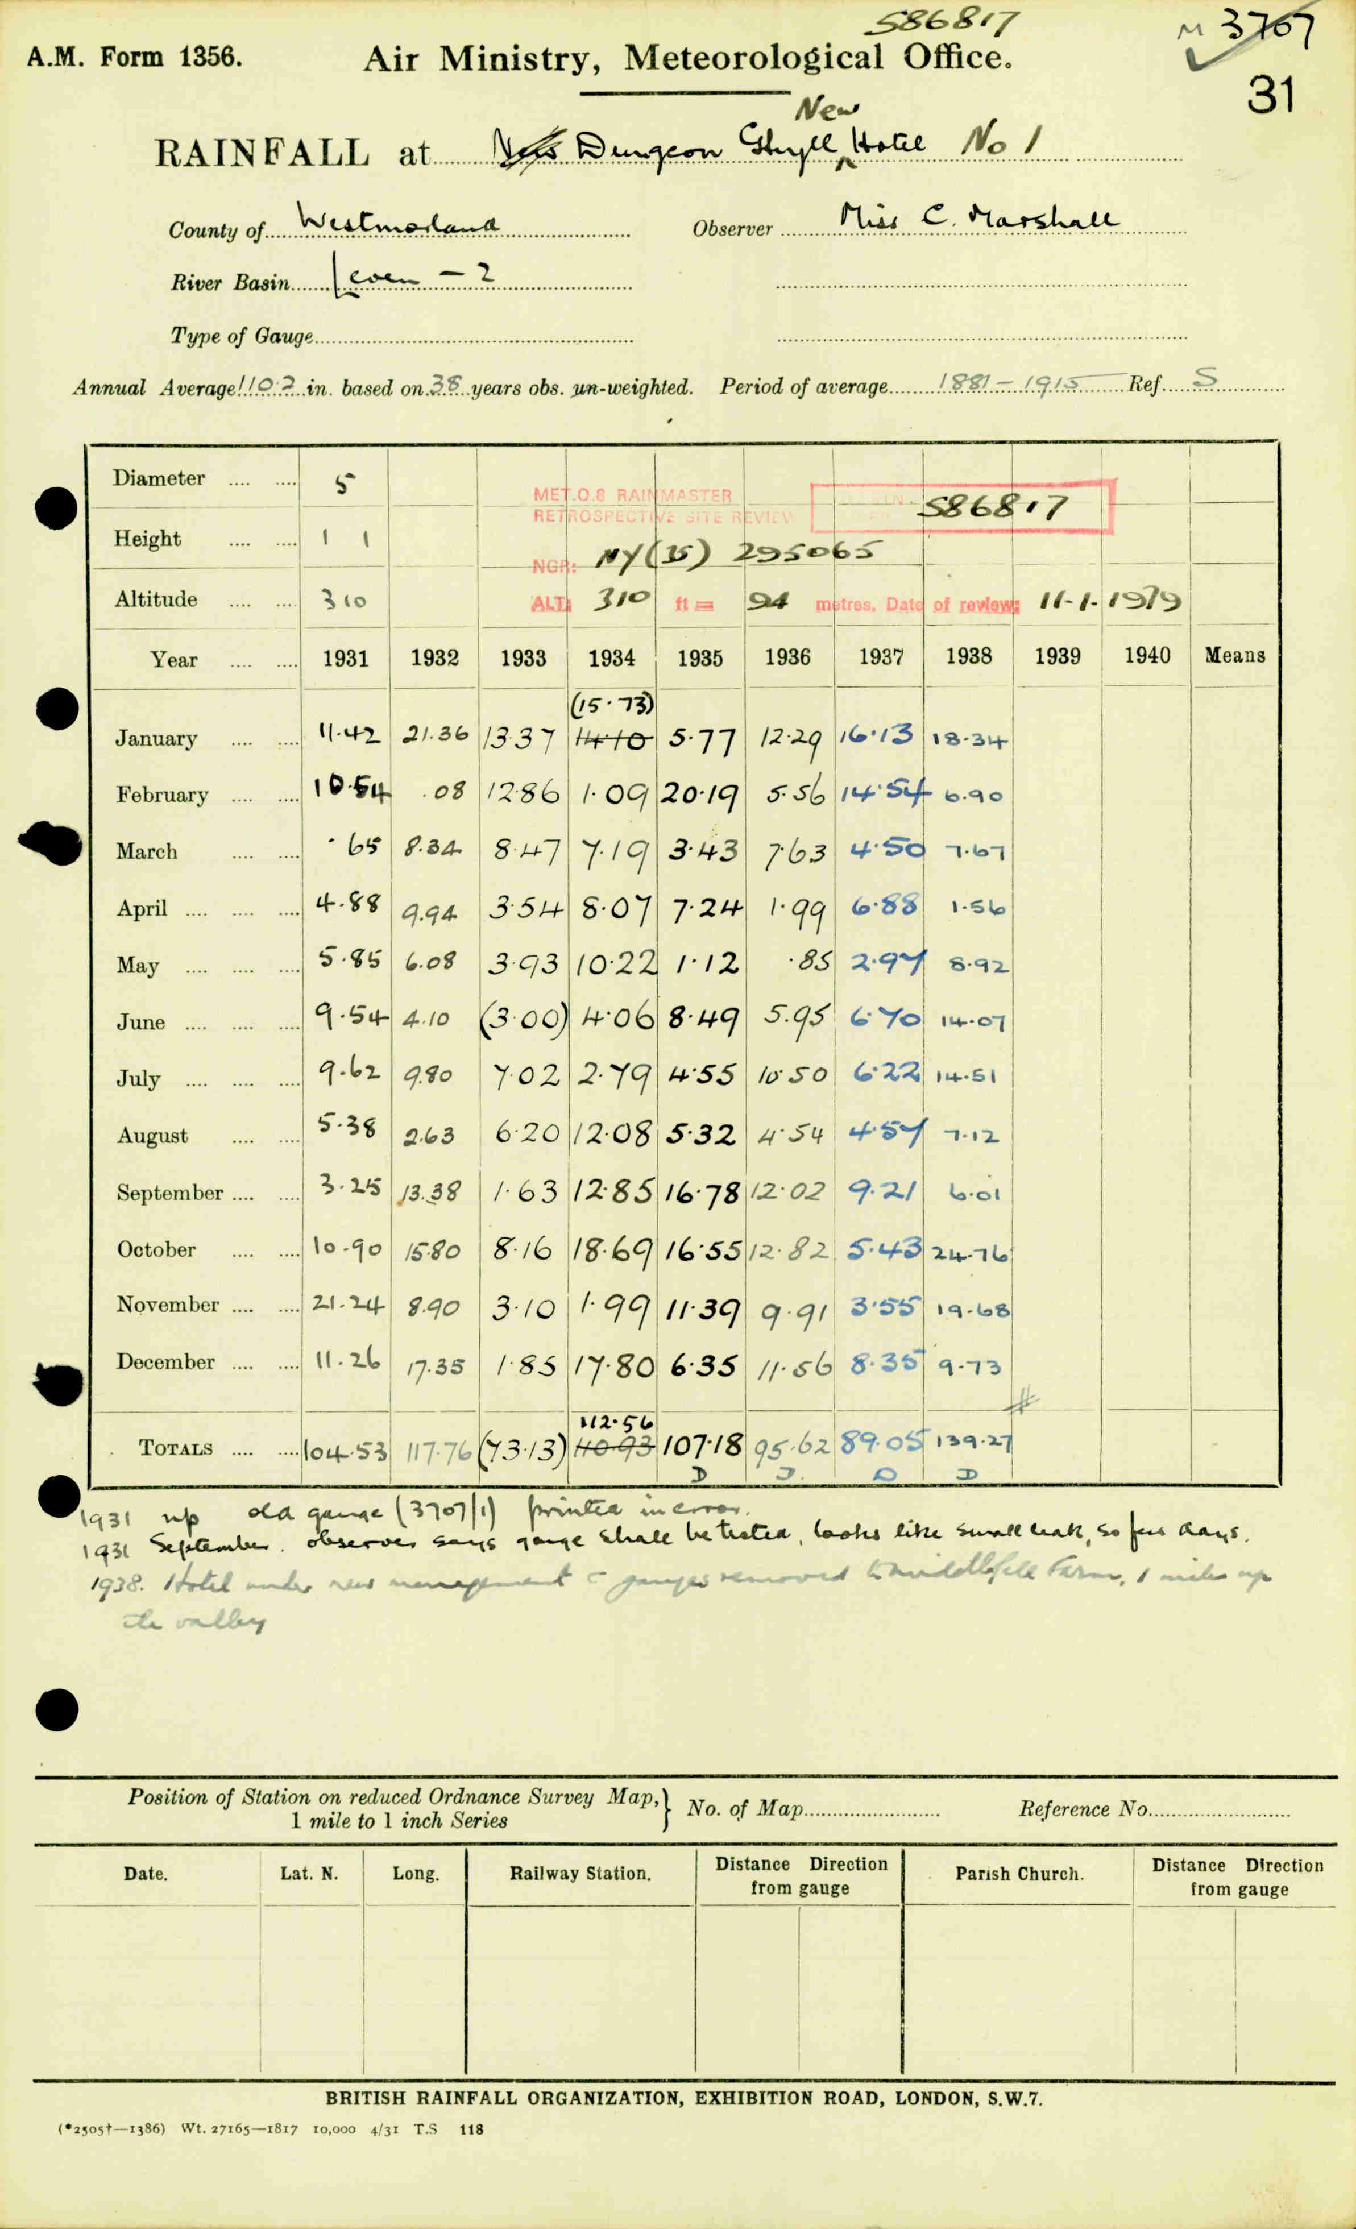 586817
M 3707
31
A.M. Form 1356.
Air Ministry, Meteorological Office.
New
RAINFALL at New Dungeon Ghyll Hotel No 1
County of Westmorland Observer Miss C. Marshall
River Basin Leven - 2
Type of Gauge
Annual Average 110.2 in. based on 38 years obs. un-weighted. Period of average 1881 - 1915 Ref. S
Diameter 5
MET.O.8 RAINMASTER
RETROSPECTIVE SITE REVIEW
586817
Height 1 1
NGR: NY (35) 295065
Altitude 310
ALT: 310 ft = 94 metres. Date of review: 11-1-1979
Year 1931 1932 1933 1934 1935 1936 1937 1938 1939 1940 Means
(15.73)
January 11.42 21.36 13.37 14.10 5.77 12.29 16.13 18.34
February 10.54 .08 12.86 1.09 20.19 5.56 14.54 6.90
March .65 8.34 8.47 7.19 3.43 7.63 4.50 7.67
April 4.88 9.94 3.54 8.07 7.24 1.99 6.88 1.56
May 5.85 6.08 3.93 10.22 1.12 .85 2.97 8.92
June 9.54 4.10 (3.00) 4.06 8.49 5.95 6.70 14.07
July 9.62 9.80 7.02 2.79 4.55 10.50 6.22 14.51
August 5.38 2.63 6.20 12.08 5.32 4.54 4.57 7.12
September 3.25 13.38 1.63 12.85 16.78 12.02 9.21 6.01
October 10.90 15.80 8.16 18.69 16.55 12.82 5.43 24.76
November 21.24 8.90 3.10 1.99 11.39 9.91 3.55 19.68
December 11.26 17.35 1.85 17.80 6.35 11.56 8.35 9.73
112.56
TOTALS 104.53 117.76 (73.13) 110.93 107.18 95.62 89.05 139.27
D D. D D
1931 up old gauge (3707/1) printed in error.
1931 September. observer says gauge shall be tested, looks like small leak, so few days.
1938. Hotel under new management & gauges removed to Middlefell Farm, 1 mile up
the valley
Position of Station on reduced Ordnance Survey Map,
1 mile to 1 inch Series
No. of Map Reference No.
Date. Lat. N. Long. Railway Station. Distance Direction from gauge Parish Church. Distance Direction from gauge
BRITISH RAINFALL ORGANIZATION, EXHIBITION ROAD, LONDON, S.W.7.
(*2505†—1386) Wt. 27165—1817 10,000 4/31 T.S 118